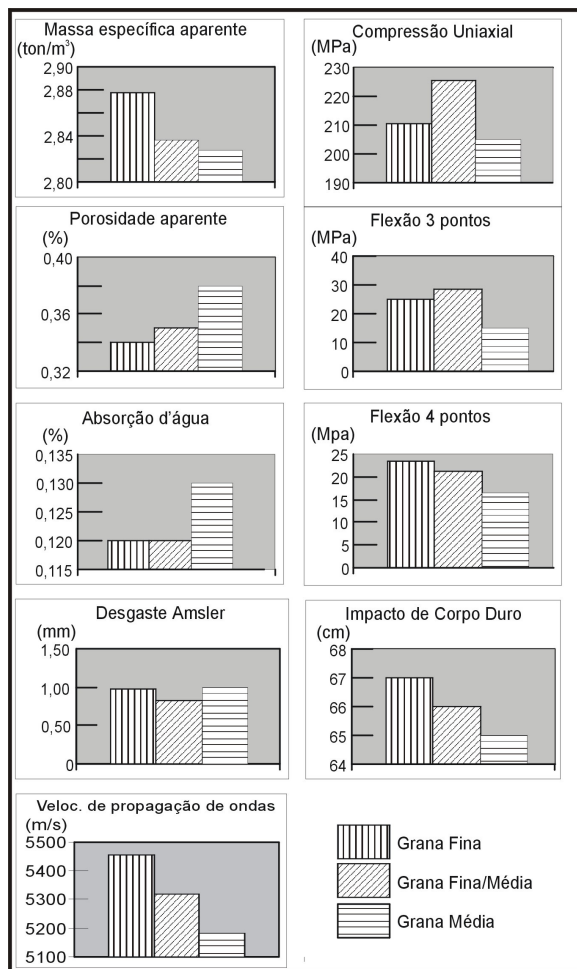 Massa específica aparente
(ton/m³)
2,90
2,88
2,84
2,80
Compressão Uniaxial
(MPa)
230
220
210
200
190
Porosidade aparente
(%)
0,40
0,36
0,32
Flexão 3 pontos
(MPa)
40
30
20
10
0
Absorção d'água
(%)
0,135
0,130
0,125
0,120
0,115
Flexão 4 pontos
(Mpa)
25
20
15
10
5
0
Desgaste Amsler
(mm)
1,50
1,00
0,50
0
Impacto de Corpo Duro
(cm)
68
67
66
65
64
Veloc. de propagação de ondas
(m/s)
5500
5400
5300
5200
5100
Grana Fina
Grana Fina/Média
Grana Média